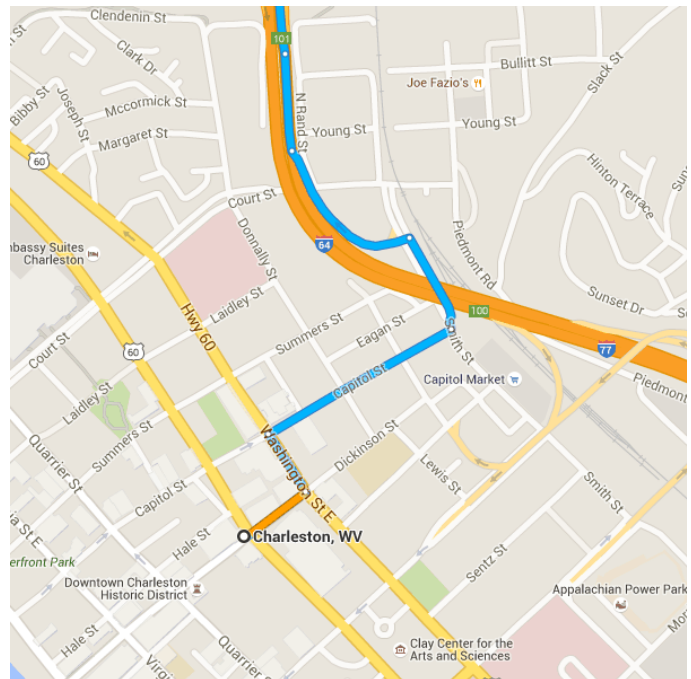 Clendenin St
101
Clark Dr
Bullitt St
Slack St
Joe Fazio's
Bibby St
Mccormick St
N Rand St
Joseph St
Young St
Young St
Margaret St
60
Hinton Terrace
Court St
Piedmont Rd
64
Embassy Suites
Charleston
Donnally St
Laidley St
Sunset Dr
Hwy 60
Summers St
Eagan St
100
Smith St
77
Court St
60
Capitol St
Capitol Market
Piedmont
Laidley St
Summers St
Dickinson St
Washington St E
Quarrier St
Capitol St
Lewis St
Smith St
Hale St
Charleston, WV
Sentz St
erfront Park
Downtown Charleston
Historic District
Appalachian Power Park
Hale St
Virg
Quarrier
Clay Center for the
Arts and Sciences